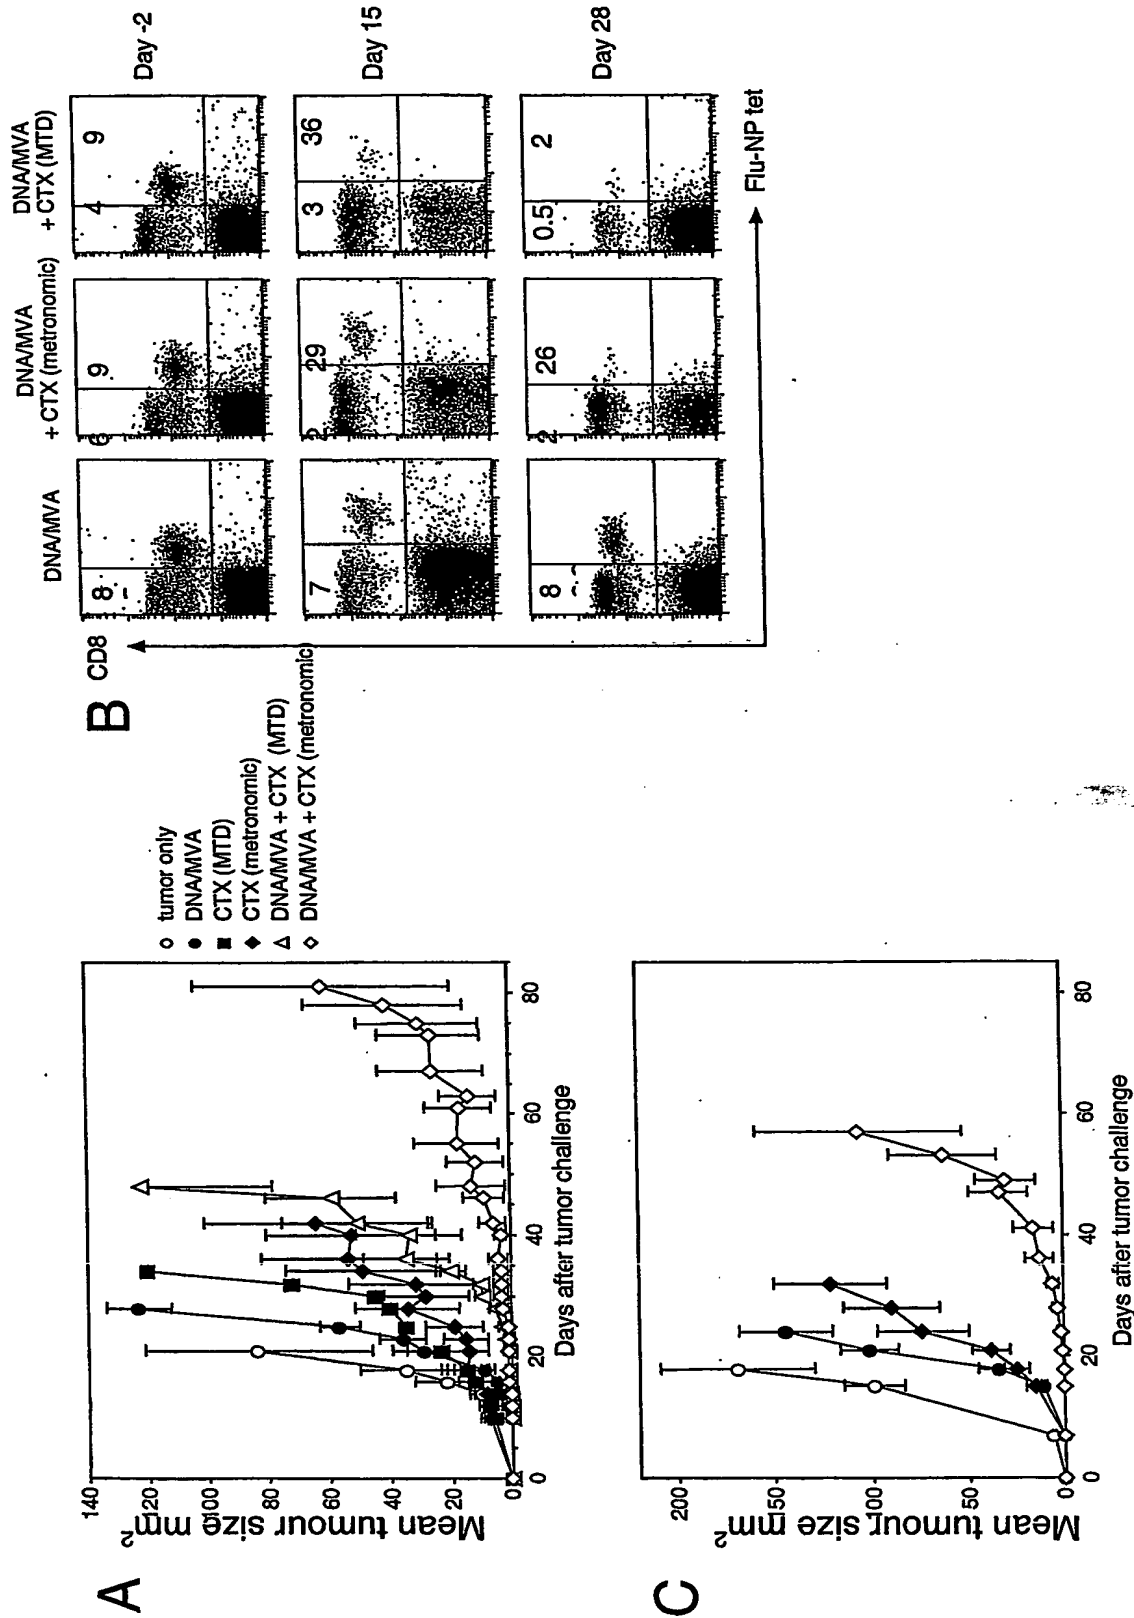 A
Mean tumour size mm²
140
120
100
80
60
40
20
0
0
20
40
60
80
Days after tumor challenge
tumor only
DNA/MVA
CTX (MTD)
CTX (metronomic)
DNA/MVA + CTX (MTD)
DNA/MVA + CTX (metronomic)
B
CD8
DNA/MVA
DNA/MVA
+ CTX (metronomic)
DNA/MVA
+ CTX (MTD)
8
6
9
4
9
Day -2
7
29
3
36
Day 15
8
2
26
0.5
2
Day 28
Flu-NP tet
C
Mean tumour size mm²
200
150
100
50
0
0
20
40
60
80
Days after tumor challenge